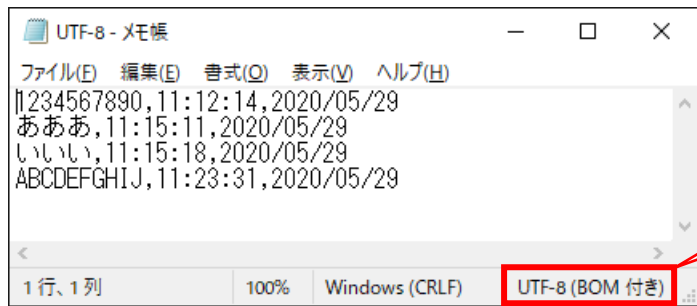 UTF-8 - メモ帳
ファイル(F) 編集(E) 書式(O) 表示(V) ヘルプ(H)
1234567890,11:12:14,2020/05/29
あああ,11:15:11,2020/05/29
いいい,11:15:18,2020/05/29
ABCDEFGHIJ,11:23:31,2020/05/29
1行、1列 100% Windows (CRLF) UTF-8 (BOM 付き)